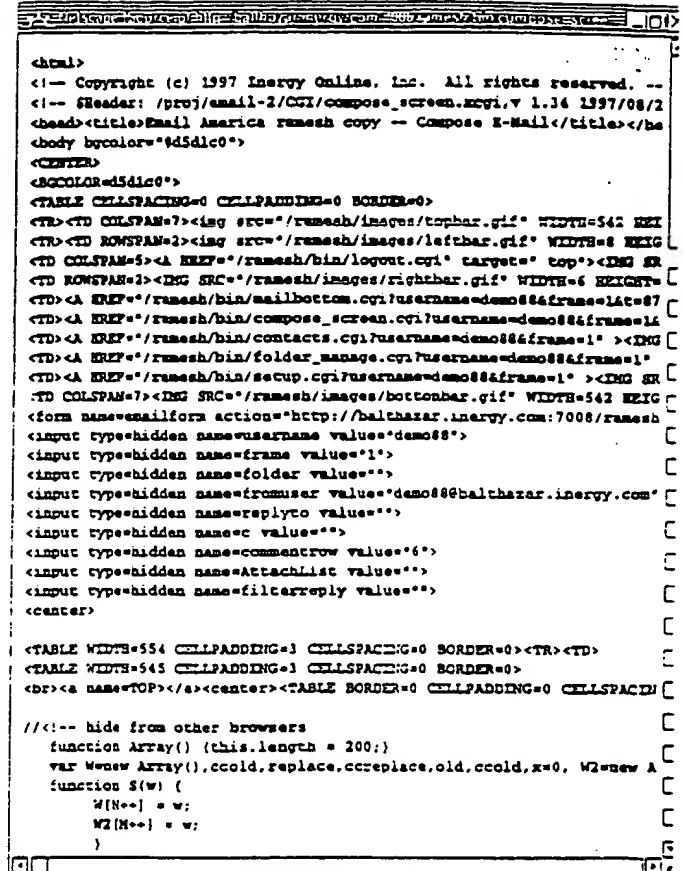 <html>
<!-- Copyright (c) 1997 Inergy Online, Inc. All rights reserved. --
<!-- $Header: /proj/email-2/CGI/compose_screen.mcgi,v 1.34 1997/08/2
<head><title>Email America ramesh copy -- Compose E-Mail</title></he
<body bgcolor="#d5d1c0">
<CENTER>
<BGCOLOR=d5d1c0">
<TABLE CELLSPACING=0 CELLPADDING=0 BORDER=0>
<TR><TD COLSPAN=7><img src="/ramesh/images/topbar.gif" WIDTH=542 HEI
<TR><TD ROWSPAN=2><img src="/ramesh/images/leftbar.gif" WIDTH=8 HEIG
<TD COLSPAN=5><A HREF="/ramesh/bin/logout.cgi" target="_top"><IMG SR
<TD ROWSPAN=2><IMG SRC="/ramesh/images/rightbar.gif" WIDTH=6 HEIGHT=
<TD><A HREF="/ramesh/bin/mailbottom.cgi?username=demo88&frame=1&t=87
<TD><A HREF="/ramesh/bin/compose_screen.cgi?username=demo88&frame=1&
<TD><A HREF="/ramesh/bin/contacts.cgi?username=demo88&frame=1" ><IMG
<TD><A HREF="/ramesh/bin/folder_manage.cgi?username=demo88&frame=1"
<TD><A HREF="/ramesh/bin/setup.cgi?username=demo88&frame=1" ><IMG SR
TD COLSPAN=7><IMG SRC="/ramesh/images/bottonbar.gif" WIDTH=542 HEIG
<form name=emailform action="http://balthazar.inergy.com:7008/ramesh
<input type=hidden name=username value="demo88">
<input type=hidden name=frame value="1">
<input type=hidden name=folder value="">
<input type=hidden name=fromuser value="demo88@balthazar.inergy.com"
<input type=hidden name=replyto value="">
<input type=hidden name=c value="">
<input type=hidden name=commentrow value="6">
<input type=hidden name=AttachList value="">
<input type=hidden name=filterreply value="">
<center>
<TABLE WIDTH=554 CELLPADDING=3 CELLSPACING=0 BORDER=0><TR><TD>
<TABLE WIDTH=545 CELLPADDING=3 CELLSPACING=0 BORDER=0>
<br><a name=TOP></a><center><TABLE BORDER=0 CELLPADDING=0 CELLSPACIN
//<!-- hide from other browsers
function Array() {this.length = 200;}
var W=new Array(),ccold,replace,ccreplace,old,ccold,x=0, W2=new A
function S(w) {
W[N++] = w;
W2[M++] = w;
}